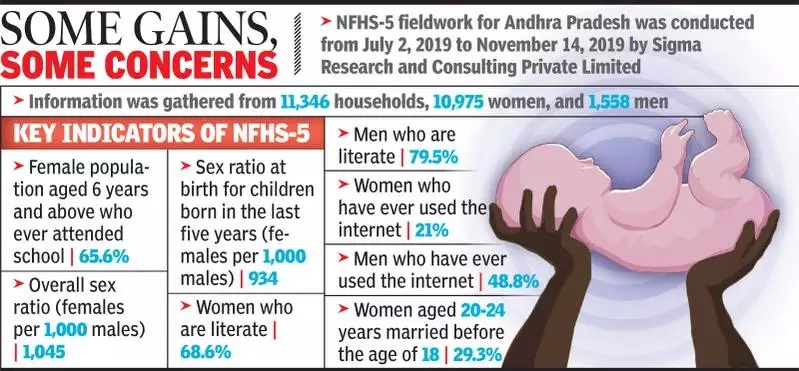 SOME GAINS,
SOME CONCERNS
➤ NFHS-5 fieldwork for Andhra Pradesh was conducted
from July 2, 2019 to November 14, 2019 by Sigma
Research and Consulting Private Limited
➤ Information was gathered from 11,346 households, 10,975 women, and 1,558 men
KEY INDICATORS OF NFHS-5
➤ Female popula-
tion aged 6 years
and above who
ever attended
school | 65.6%
➤ Overall sex
ratio (females
per 1,000 males)
| 1,045
➤ Sex ratio at
birth for children
born in the last
five years (fe-
males per 1,000
males) | 934
➤ Women who
are literate |
68.6%
➤ Men who are
literate | 79.5%
➤ Women who
have ever used the
internet | 21%
➤ Men who have ever
used the internet | 48.8%
➤ Women aged 20-24
years married before
the age of 18 | 29.3%